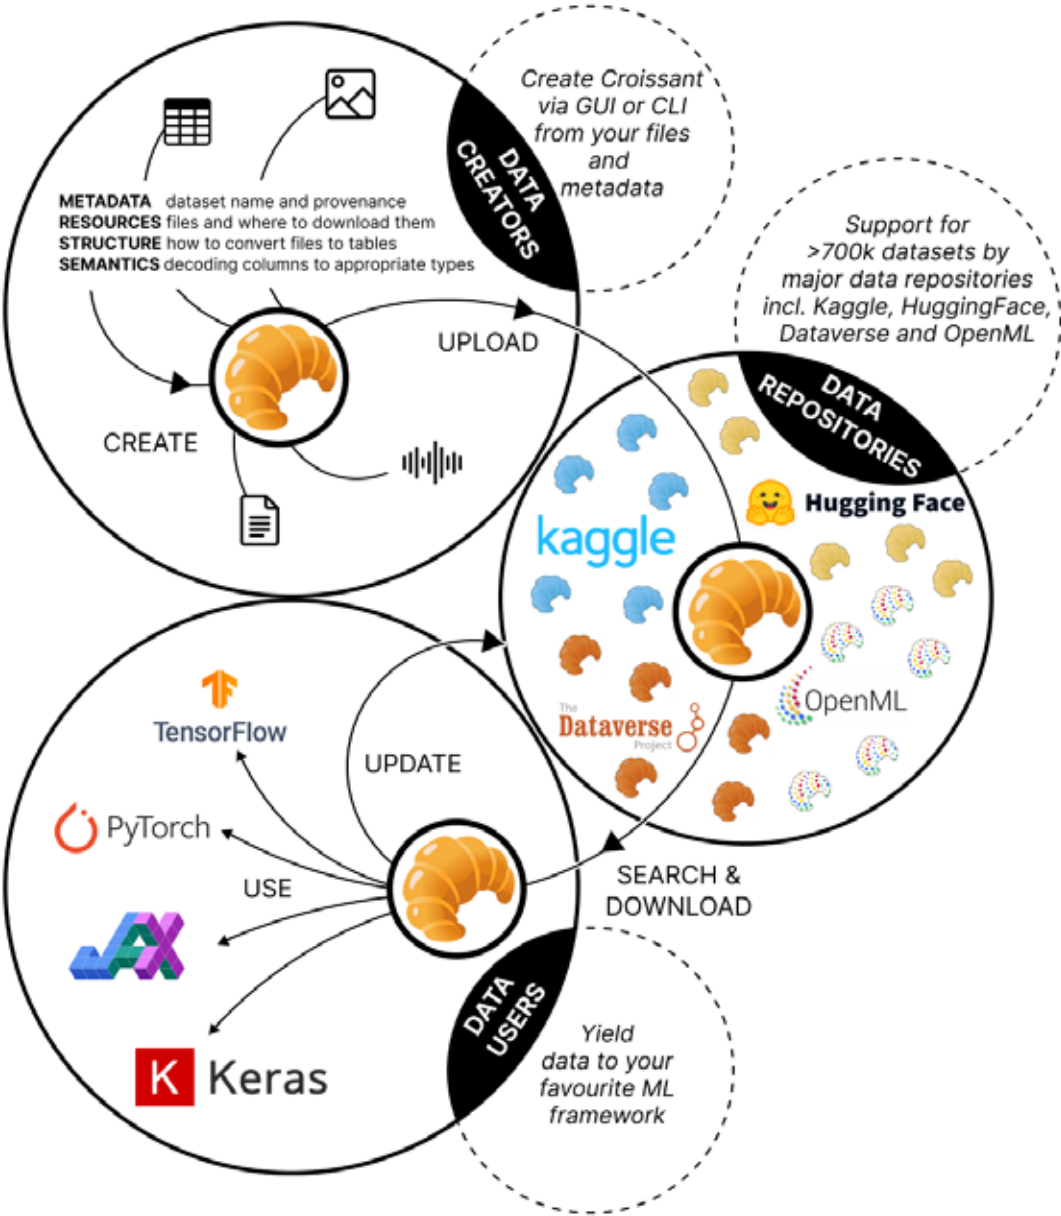 Create Croissant
via GUI or CLI
from your files
and
metadata
DATA
CREATORS
METADATA dataset name and provenance
RESOURCES files and where to download them
STRUCTURE how to convert files to tables
SEMANTICS decoding columns to appropriate types
UPLOAD
CREATE
Support for
>700k datasets by
major data repositories
incl. Kaggle, HuggingFace,
Dataverse and OpenML
DATA
REPOSITORIES
kaggle
Hugging Face
The
Dataverse
Project
OpenML
TensorFlow
UPDATE
PyTorch
USE
JAX
K Keras
SEARCH &
DOWNLOAD
DATA
USERS
Yield
data to your
favourite ML
framework